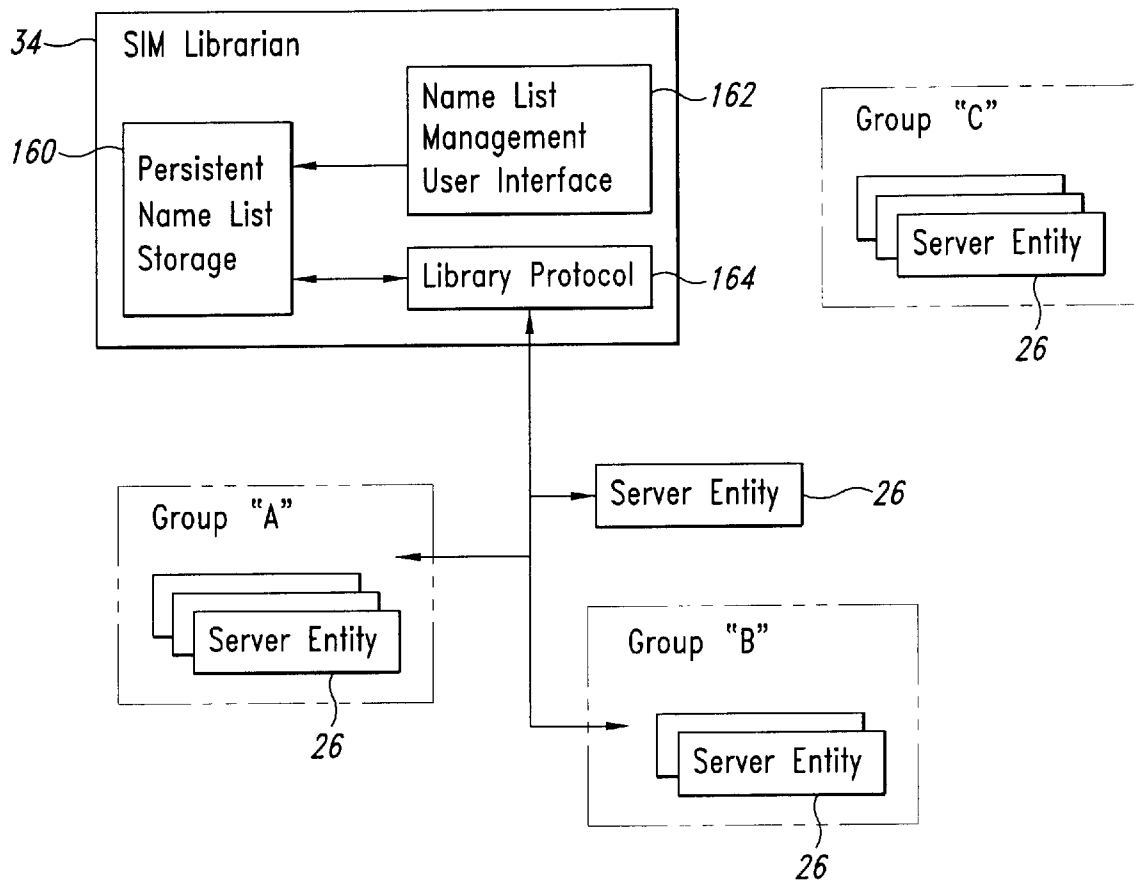 34
SIM Librarian
160
Persistent
Name List
Storage
Name List
Management
User Interface
162
Library Protocol
164
Group “C”
Server Entity
26
Server Entity
26
Group “A”
Server Entity
26
Group “B”
Server Entity
26